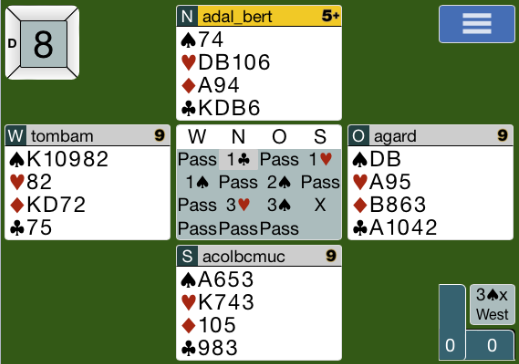 D 8
N adal_bert 5+
♠74
♥DB106
♦A94
♣KDB6
W tombam 9
♠K10982
♥82
♦KD72
♣75
W N O S
Pass 1♣ Pass 1♥
1♠ Pass 2♠ Pass
Pass 3♥ 3♠ X
Pass Pass Pass
O agard 9
♠DB
♥A95
♦B863
♣A1042
S acolbcmuc 9
♠A653
♥K743
♦105
♣983
3♠x
West
0 0